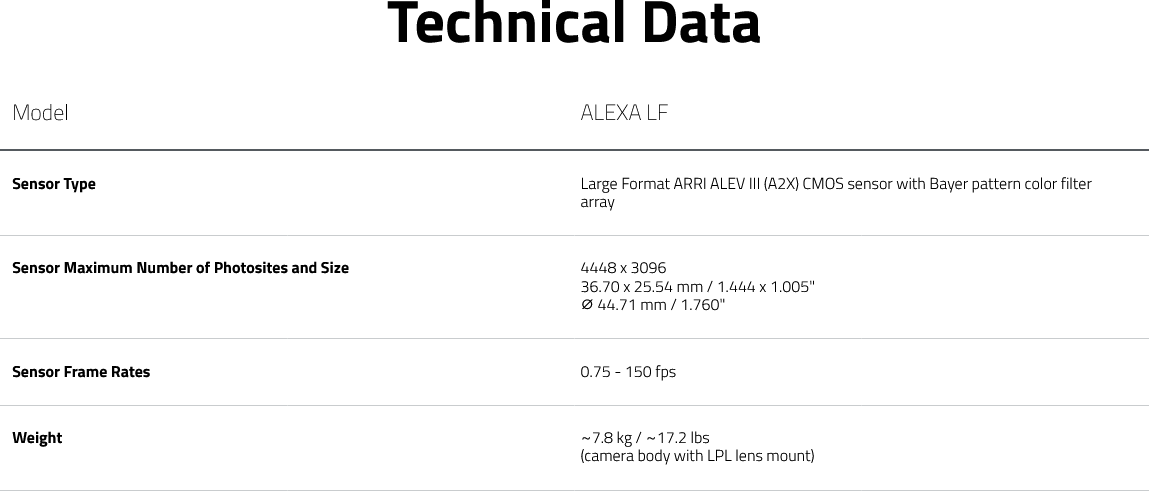 Technical Data
Model
ALEXA LF
Sensor Type
Large Format ARRI ALEV III (A2X) CMOS sensor with Bayer pattern color filter
array
Sensor Maximum Number of Photosites and Size
4448 x 3096
36.70 x 25.54 mm / 1.444 x 1.005"
⌀ 44.71 mm / 1.760"
Sensor Frame Rates
0.75 - 150 fps
Weight
~7.8 kg / ~17.2 lbs
(camera body with LPL lens mount)